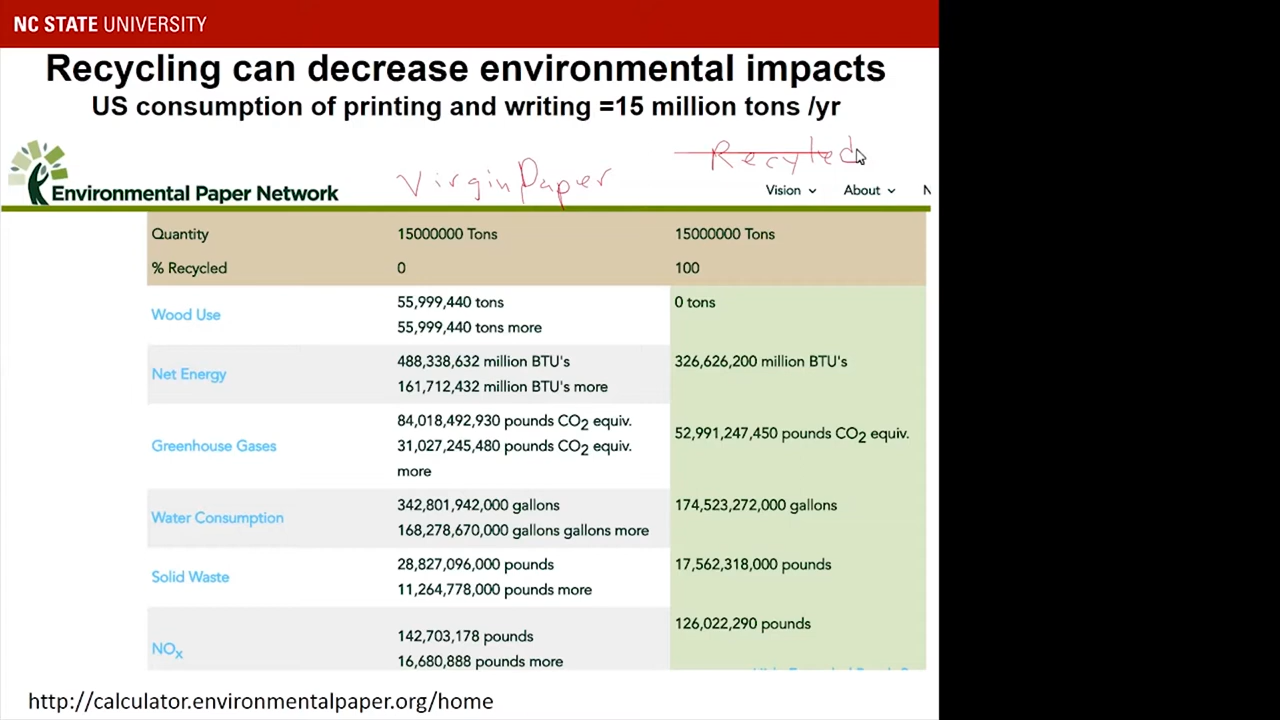 NC STATE UNIVERSITY
Recycling can decrease environmental impacts
US consumption of printing and writing =15 million tons /yr
Virgin Paper
Recyled
Environmental Paper Network
Vision
About
N
Quantity 15000000 Tons 15000000 Tons
% Recycled 0 100
Wood Use 55,999,440 tons 0 tons
55,999,440 tons more
Net Energy 488,338,632 million BTU's 326,626,200 million BTU's
161,712,432 million BTU's more
Greenhouse Gases 84,018,492,930 pounds CO2 equiv. 52,991,247,450 pounds CO2 equiv.
31,027,245,480 pounds CO2 equiv.
more
Water Consumption 342,801,942,000 gallons 174,523,272,000 gallons
168,278,670,000 gallons gallons more
Solid Waste 28,827,096,000 pounds 17,562,318,000 pounds
11,264,778,000 pounds more
NOx 142,703,178 pounds 126,022,290 pounds
16,680,888 pounds more
http://calculator.environmentalpaper.org/home